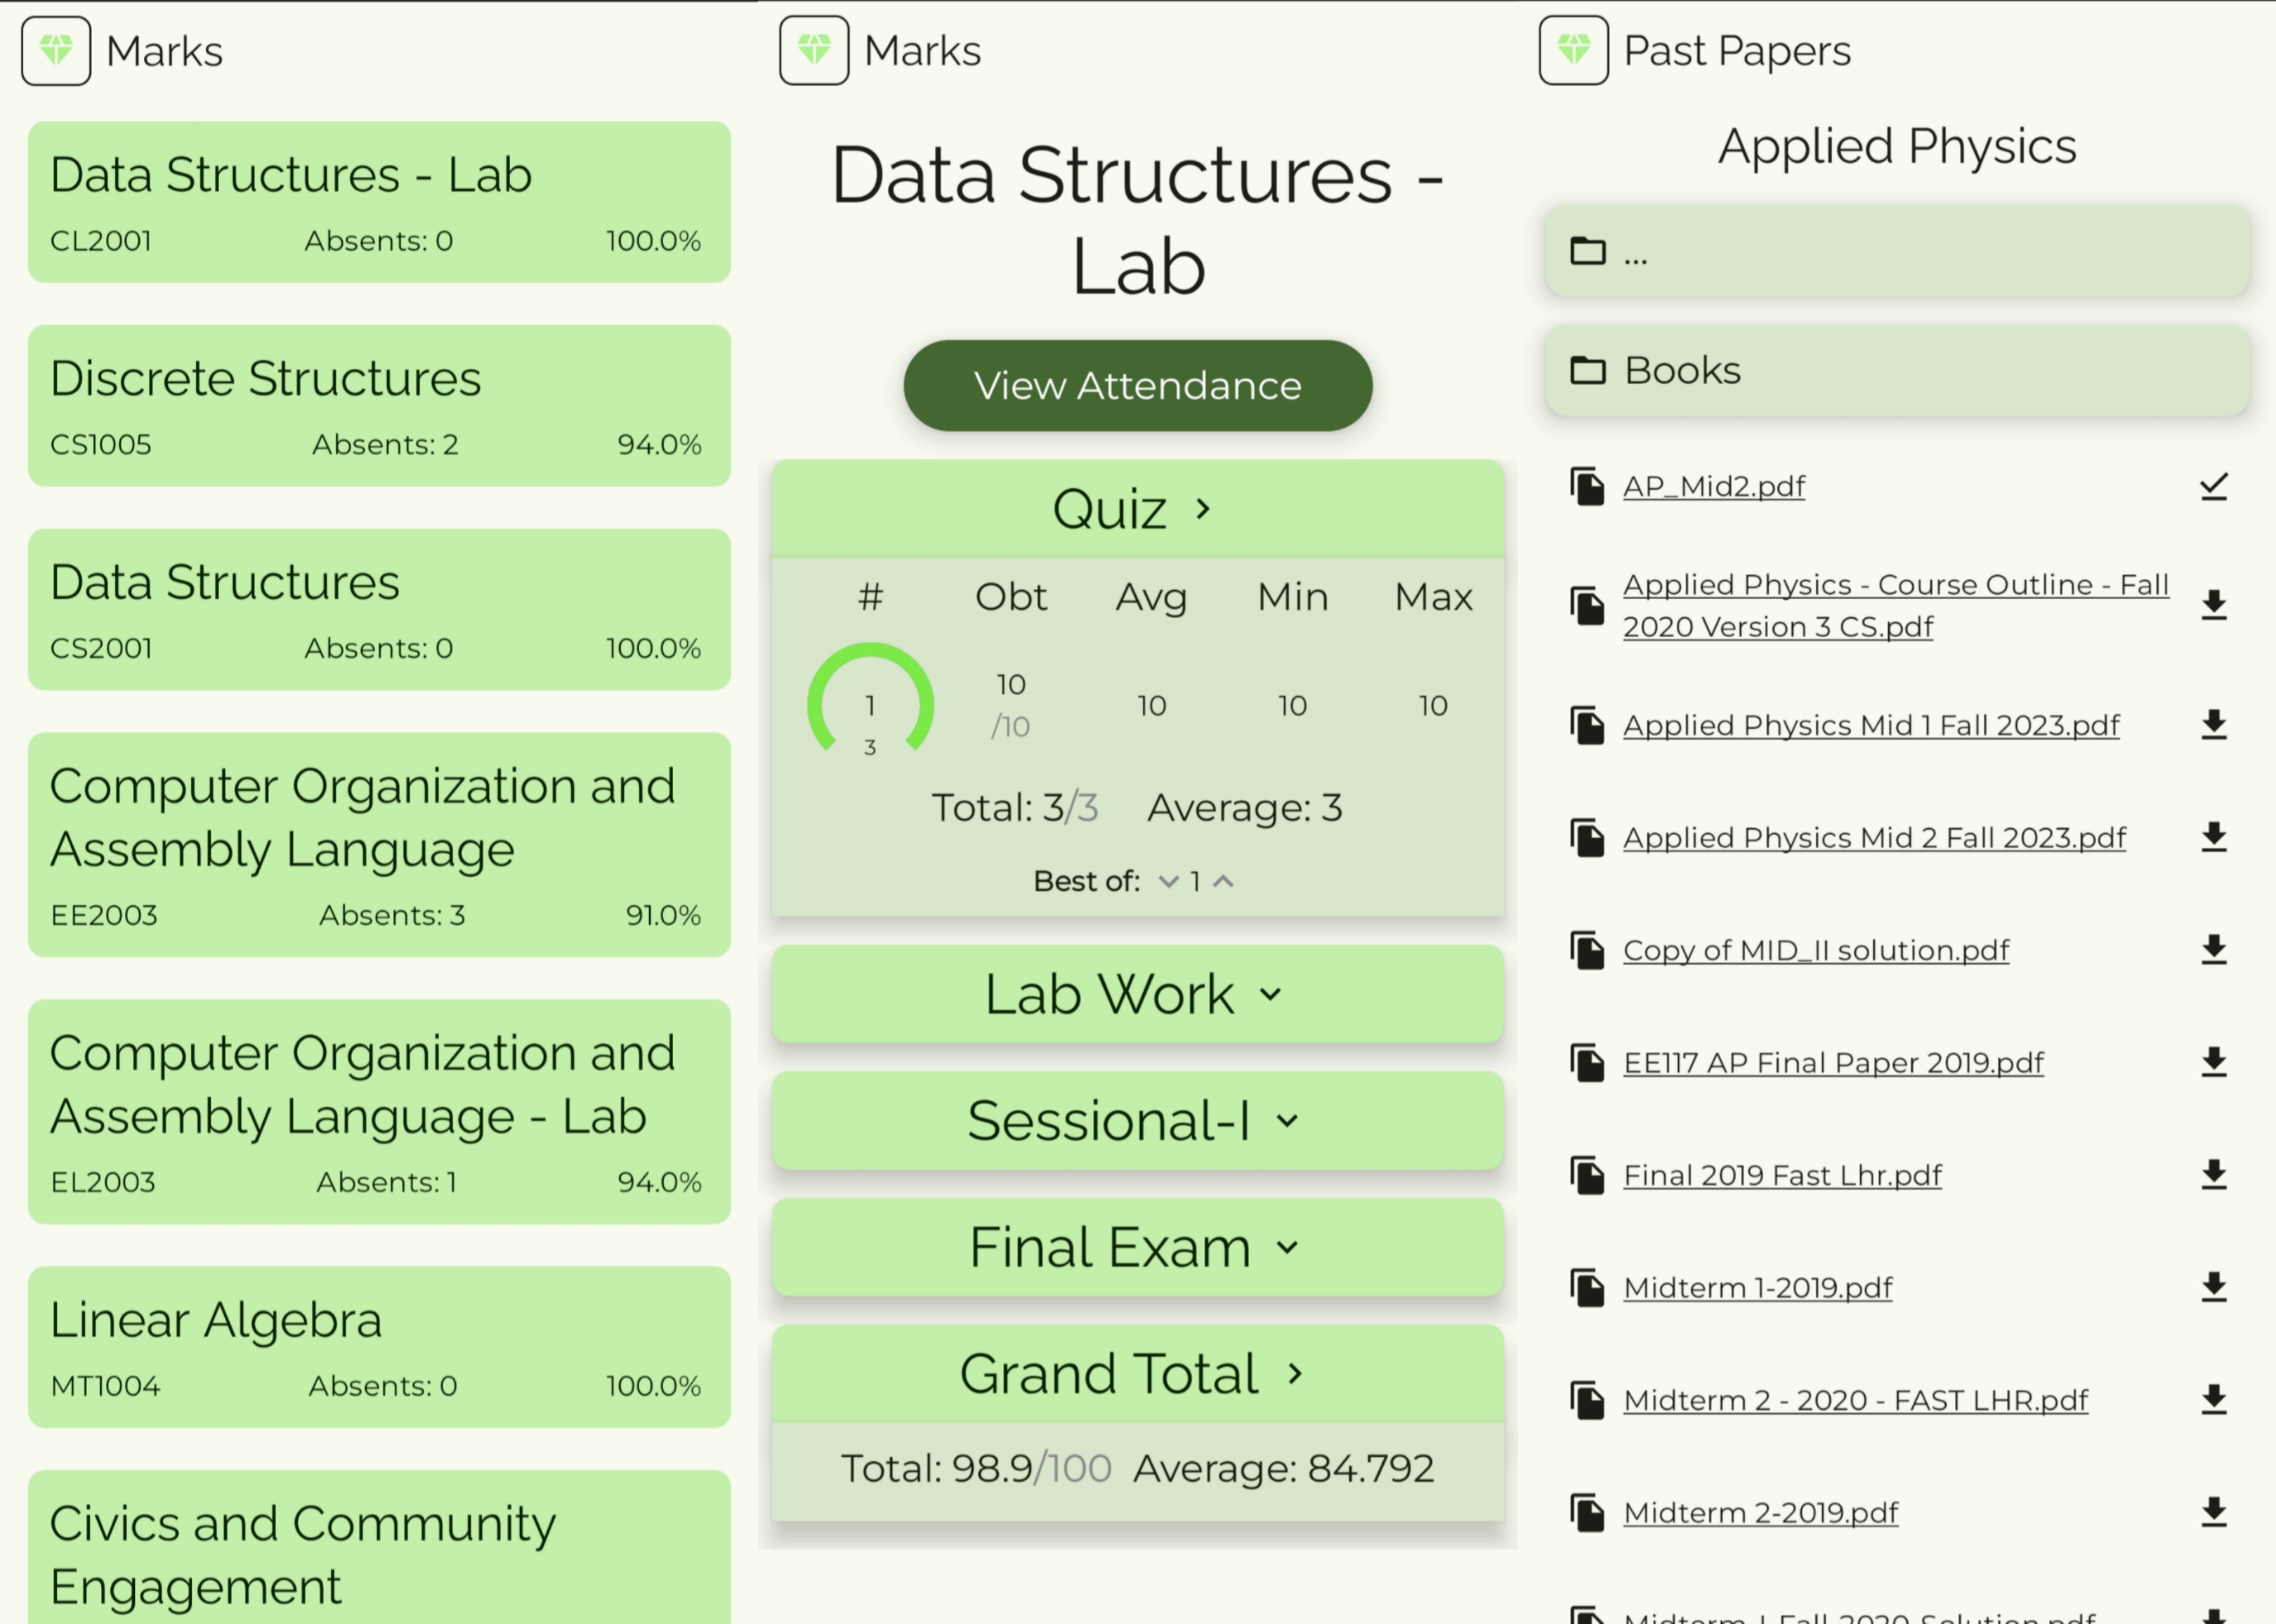 Marks
Data Structures - Lab
CL2001 Absents: 0 100.0%
Discrete Structures
CS1005 Absents: 2 94.0%
Data Structures
CS2001 Absents: 0 100.0%
Computer Organization and
Assembly Language
EE2003 Absents: 3 91.0%
Computer Organization and
Assembly Language - Lab
EL2003 Absents: 1 94.0%
Linear Algebra
MT1004 Absents: 0 100.0%
Civics and Community
Engagement
Marks
Data Structures -
Lab
View Attendance
Quiz
# Obt Avg Min Max
1 10 10 10 10
3 /10
Total: 3/3 Average: 3
Best of: 1
Lab Work
Sessional-I
Final Exam
Grand Total
Total: 98.9/100 Average: 84.792
Past Papers
Applied Physics
...
Books
AP_Mid2.pdf
Applied Physics - Course Outline - Fall
2020 Version 3 CS.pdf
Applied Physics Mid 1 Fall 2023.pdf
Applied Physics Mid 2 Fall 2023.pdf
Copy of MID_II solution.pdf
EE117 AP Final Paper 2019.pdf
Final 2019 Fast Lhr.pdf
Midterm 1-2019.pdf
Midterm 2 - 2020 - FAST LHR.pdf
Midterm 2-2019.pdf